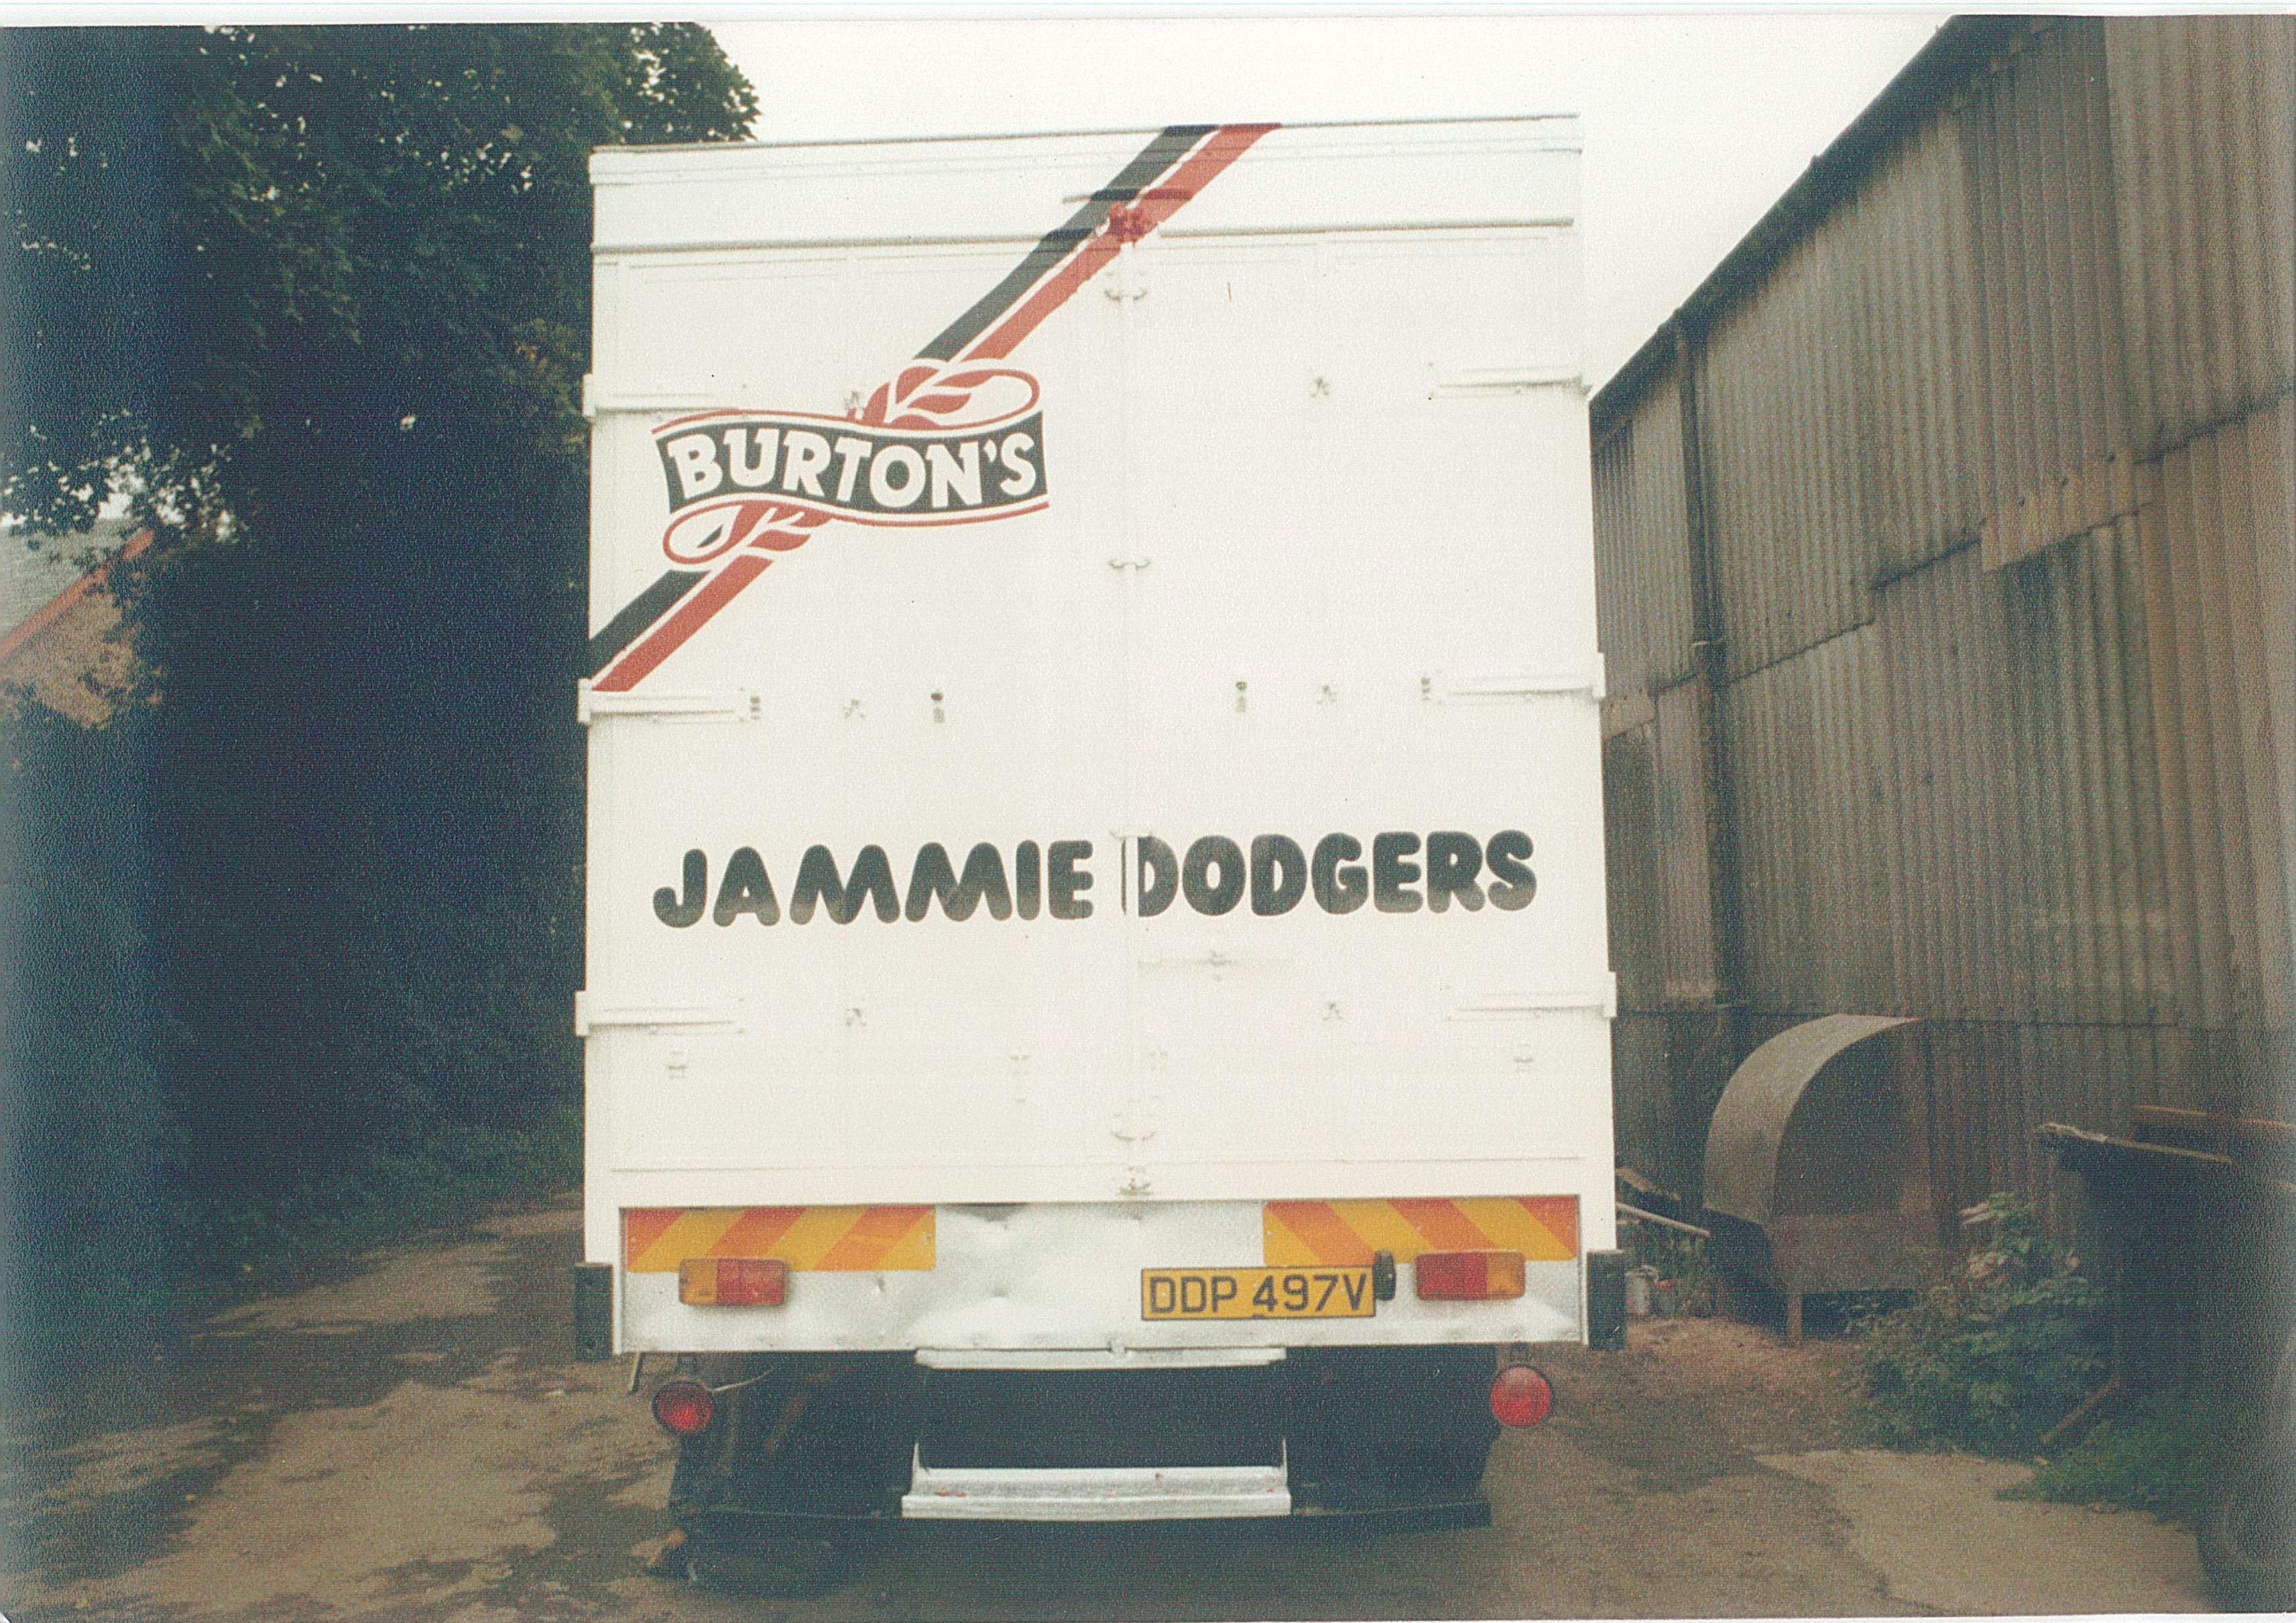 BURTON'S
JAMMIE DODGERS
DDP 497V